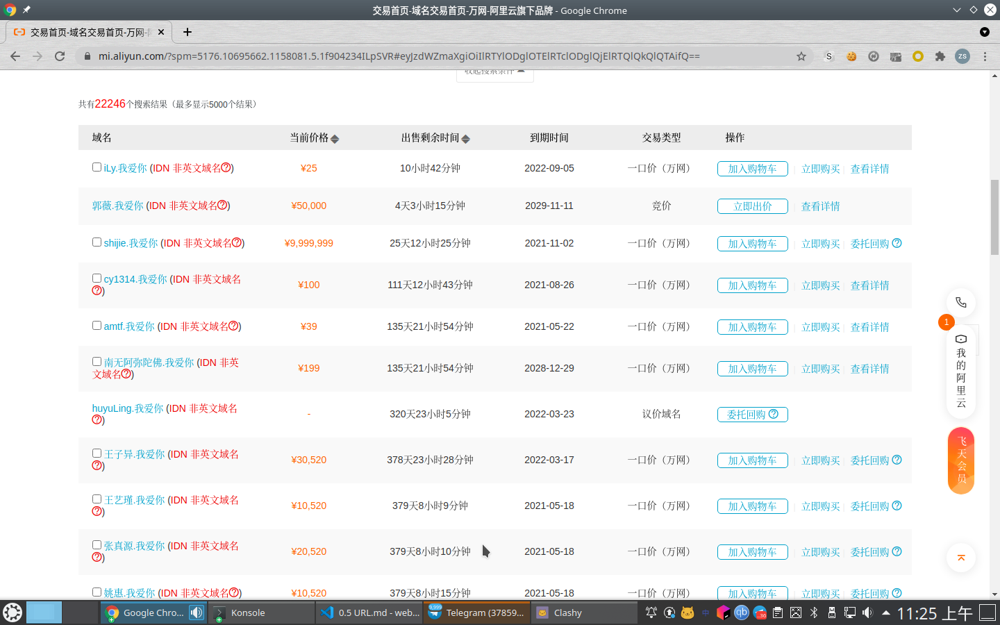 交易首页-域名交易首页-万网-阿里云旗下品牌 - Google Chrome
交易首页-域名交易首页-万网-
mi.aliyun.com/?spm=5176.10695662.1158081.5.1f904234ILpSVR#eyJzdWZmaXgiOiIlRTYlODglOTElRTclODglQjElRTQlQkQlQTAifQ==
ZS
收起搜索条件
共有22246个搜索结果（最多显示5000个结果）
域名 当前价格 出售剩余时间 到期时间 交易类型 操作
iLy.我爱你 (IDN 非英文域名?) ¥25 10小时42分钟 2022-09-05 一口价（万网） 加入购物车 立即购买 查看详情
郭薇.我爱你 (IDN 非英文域名?) ¥50,000 4天3小时15分钟 2029-11-11 竞价 立即出价 查看详情
shijie.我爱你 (IDN 非英文域名?) ¥9,999,999 25天12小时25分钟 2021-11-02 一口价（万网） 加入购物车 立即购买 委托回购 ?
cy1314.我爱你 (IDN 非英文域名?) ¥100 111天12小时43分钟 2021-08-26 一口价（万网） 加入购物车 立即购买 查看详情
amtf.我爱你 (IDN 非英文域名?) ¥39 135天21小时54分钟 2021-05-22 一口价（万网） 加入购物车 立即购买 查看详情
南无阿弥陀佛.我爱你 (IDN 非英文域名?) ¥199 135天21小时54分钟 2028-12-29 一口价（万网） 加入购物车 立即购买 查看详情
huyuLing.我爱你 (IDN 非英文域名?) - 320天23小时5分钟 2022-03-23 议价域名 委托回购 ?
王子异.我爱你 (IDN 非英文域名?) ¥30,520 378天23小时28分钟 2022-03-17 一口价（万网） 加入购物车 立即购买 委托回购 ?
王艺瑾.我爱你 (IDN 非英文域名?) ¥10,520 379天8小时9分钟 2021-05-18 一口价（万网） 加入购物车 立即购买 委托回购 ?
张真源.我爱你 (IDN 非英文域名?) ¥20,520 379天8小时10分钟 2021-05-18 一口价（万网） 加入购物车 立即购买 委托回购 ?
姚惠.我爱你 (IDN 非英文域名?) ¥10,520 379天8小时15分钟 2021-05-18 一口价（万网） 加入购物车 立即购买 委托回购 ?
1
我的阿里云
飞天会员
Google Chro... Konsole 0.5 URL.md - web... 9,999 Telegram (37859... Clashy 中 qb 1.36 11:25 上午